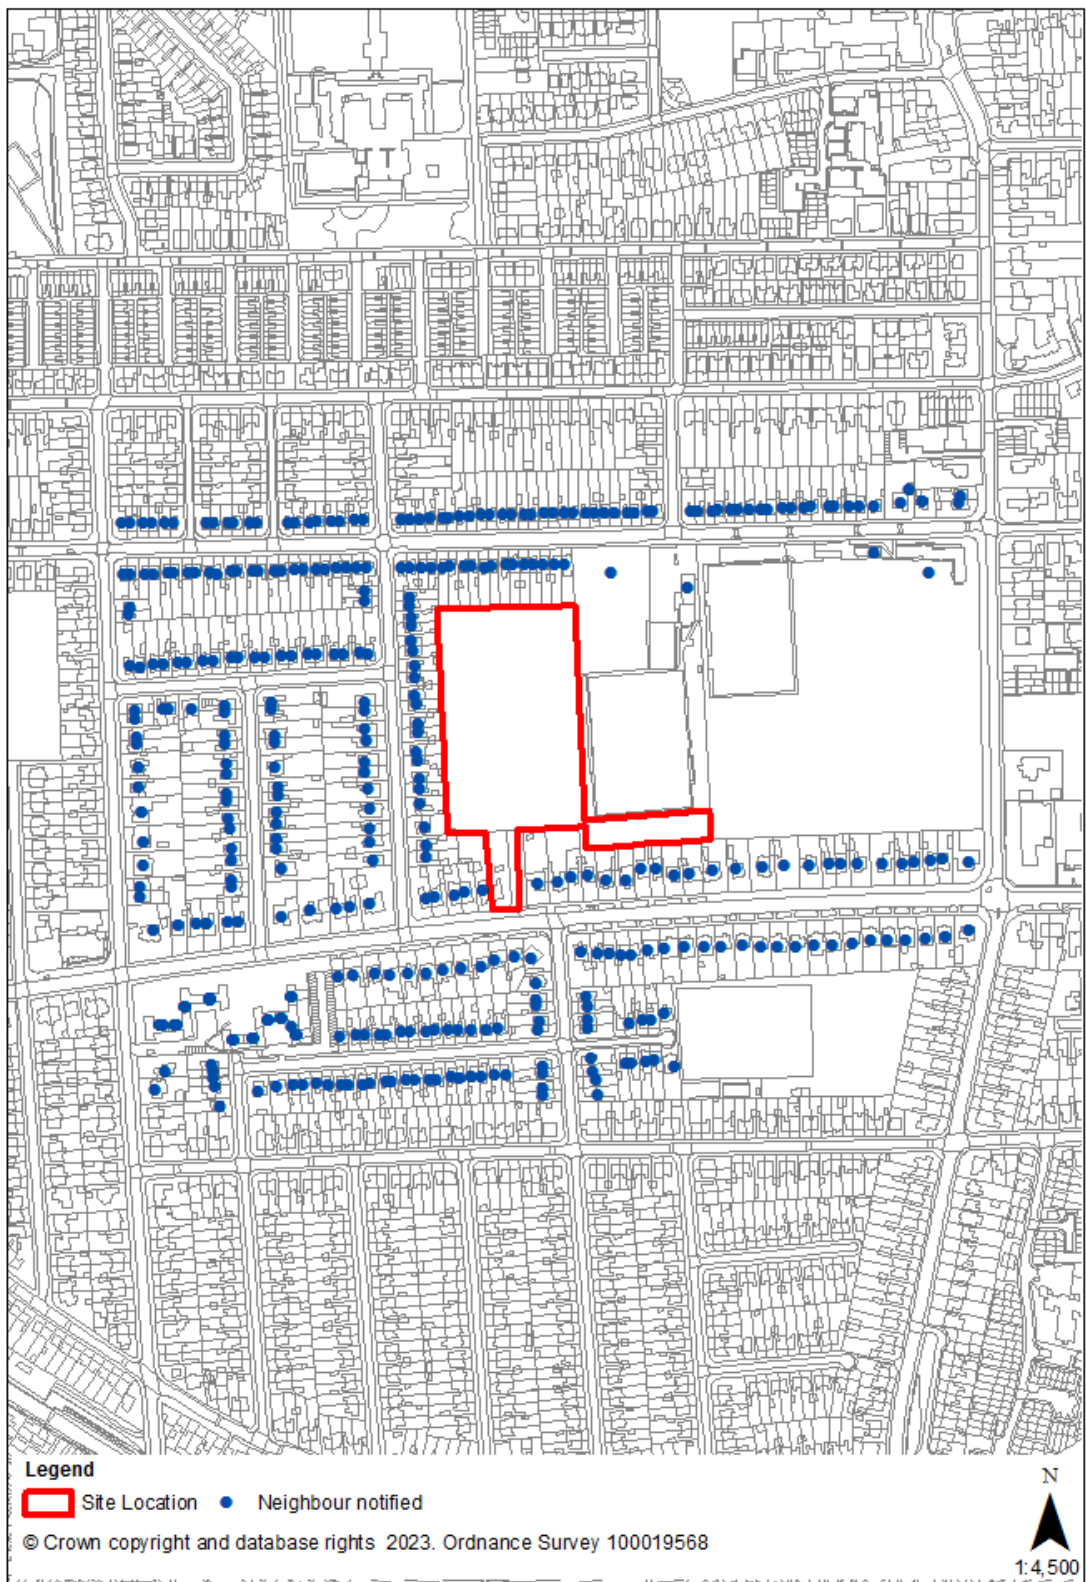 Legend
Site Location Neighbour notified
N
© Crown copyright and database rights 2023. Ordnance Survey 100019568
1:4,500